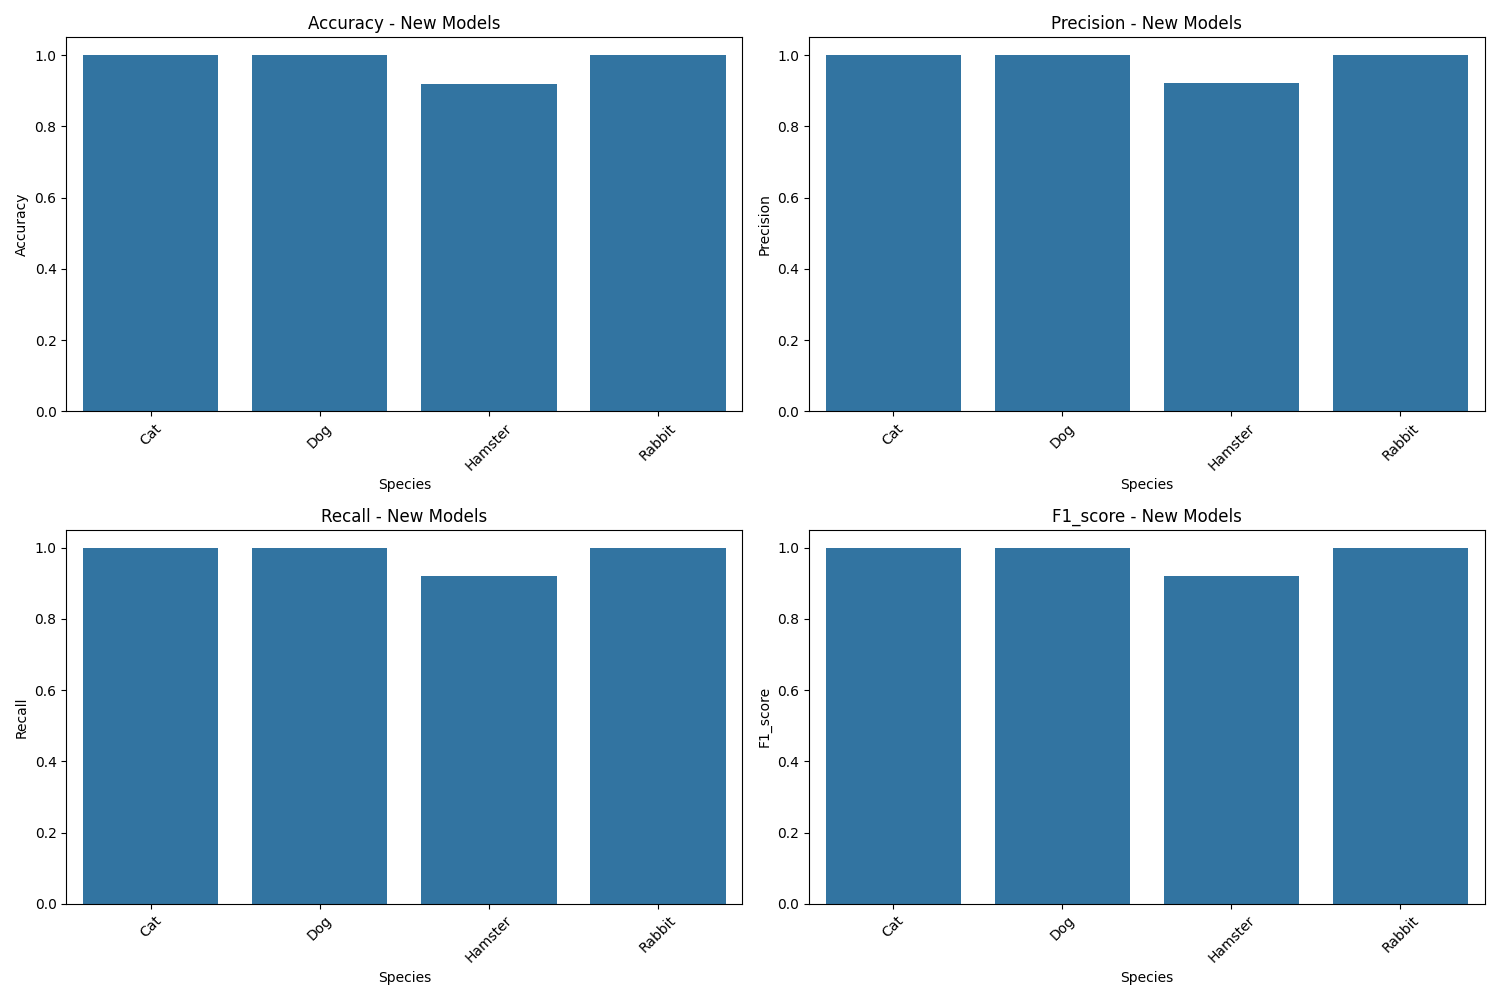 Accuracy - New Models
Accuracy
1.0
0.8
0.6
0.4
0.2
0.0
Cat
Dog
Hamster
Rabbit
Species
Precision - New Models
Precision
1.0
0.8
0.6
0.4
0.2
0.0
Cat
Dog
Hamster
Rabbit
Species
Recall - New Models
Recall
1.0
0.8
0.6
0.4
0.2
0.0
Cat
Dog
Hamster
Rabbit
Species
F1_score - New Models
F1_score
1.0
0.8
0.6
0.4
0.2
0.0
Cat
Dog
Hamster
Rabbit
Species